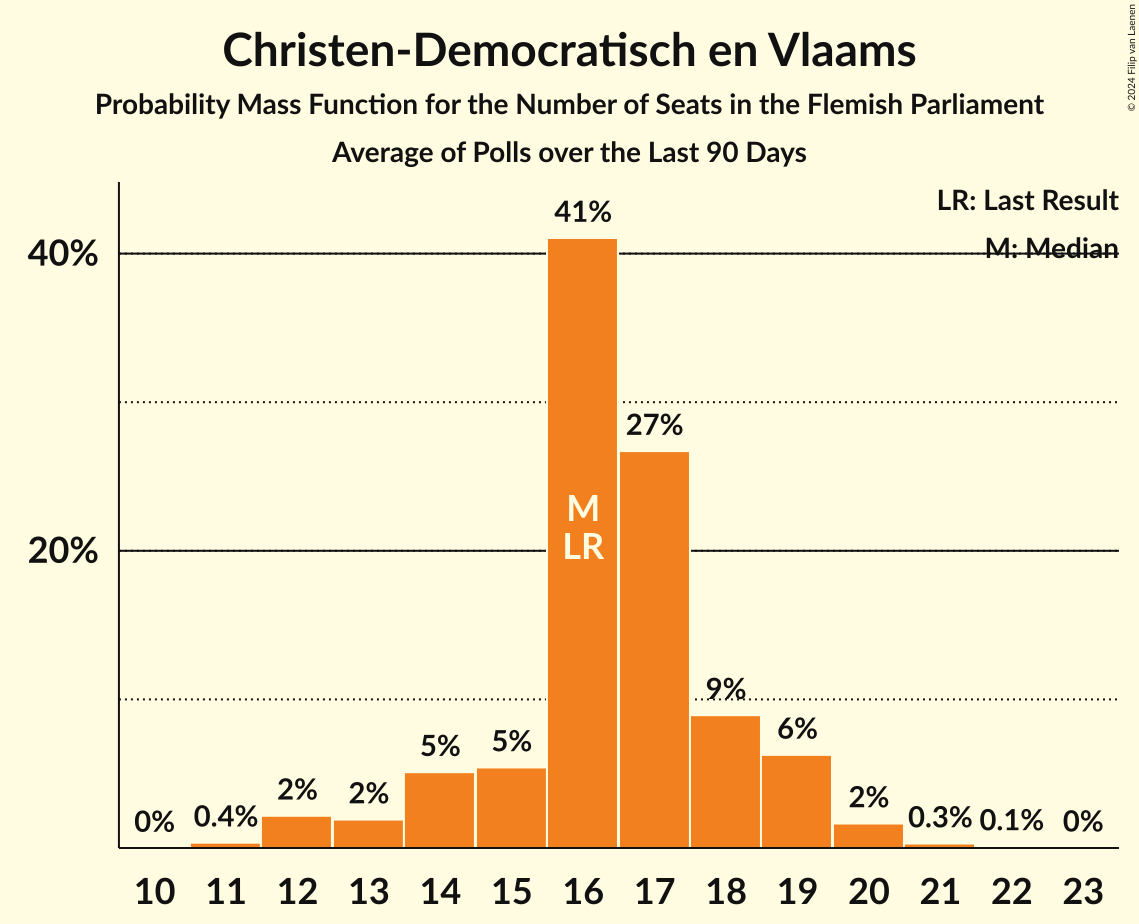 Christen-Democratisch en Vlaams
Probability Mass Function for the Number of Seats in the Flemish Parliament
Average of Polls over the Last 90 Days
© 2024 Filip van Laenen
LR: Last Result
M: Median
40%
20%
0%
0.4%
2%
2%
5%
5%
41%
27%
9%
6%
2%
0.3%
0.1%
0%
M
LR
10 11 12 13 14 15 16 17 18 19 20 21 22 23